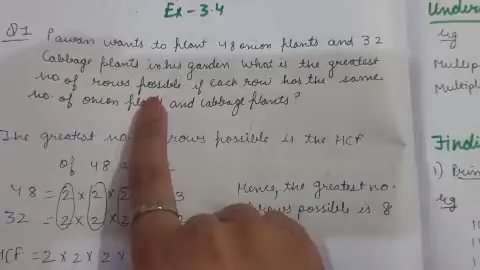 Ex-3.4
Q1 Pawan wants to plant 48 onion plants and 32
Cabbage plants in his garden. What is the greatest
no of rows possible if each row has the same
no. of onion and cabbage plants?
The greatest no rows possible is the HCF
of 48
48 = 2 × 2 × 2 3
32 = 2 × 2 × 2
HCF = 2 × 2 × 2 ×
Hence, the greatest no.
rows possible is 8
Under
eg
Multip
Multip
Findi
1) Prim
eg